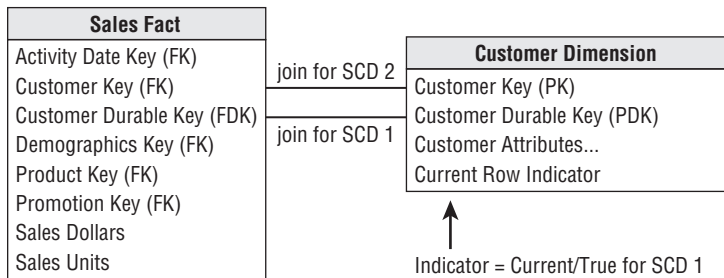 Sales Fact
Activity Date Key (FK)
Customer Key (FK)
Customer Durable Key (FDK)
Demographics Key (FK)
Product Key (FK)
Promotion Key (FK)
Sales Dollars
Sales Units
join for SCD 2
join for SCD 1
Customer Dimension
Customer Key (PK)
Customer Durable Key (PDK)
Customer Attributes...
Current Row Indicator
Indicator = Current/True for SCD 1